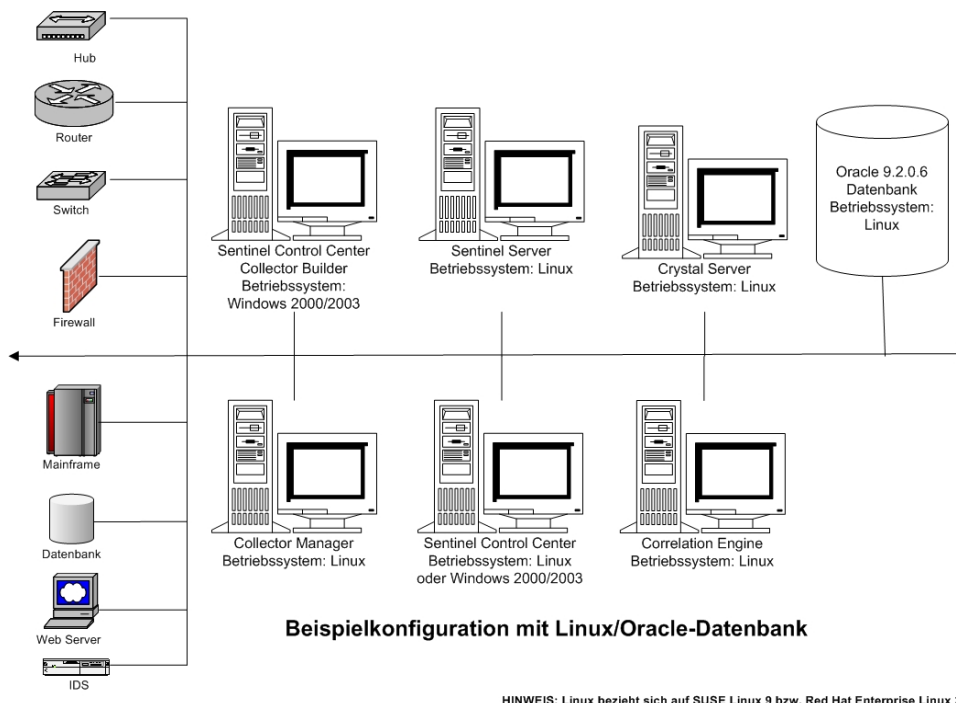 Hub
Router
Switch
Firewall
Mainframe
Datenbank
Web Server
IDS
Sentinel Control Center
Collector Builder
Betriebssystem:
Windows 2000/2003
Sentinel Server
Betriebssystem: Linux
Crystal Server
Betriebssystem: Linux
Oracle 9.2.0.6
Datenbank
Betriebssystem:
Linux
Collector Manager
Betriebssystem: Linux
Sentinel Control Center
Betriebssystem: Linux
oder Windows 2000/2003
Correlation Engine
Betriebssystem: Linux
Beispielkonfiguration mit Linux/Oracle-Datenbank
HINWEIS: Linux bezieht sich auf SUSE Linux 9 bzw. Red Hat Enterprise Linux